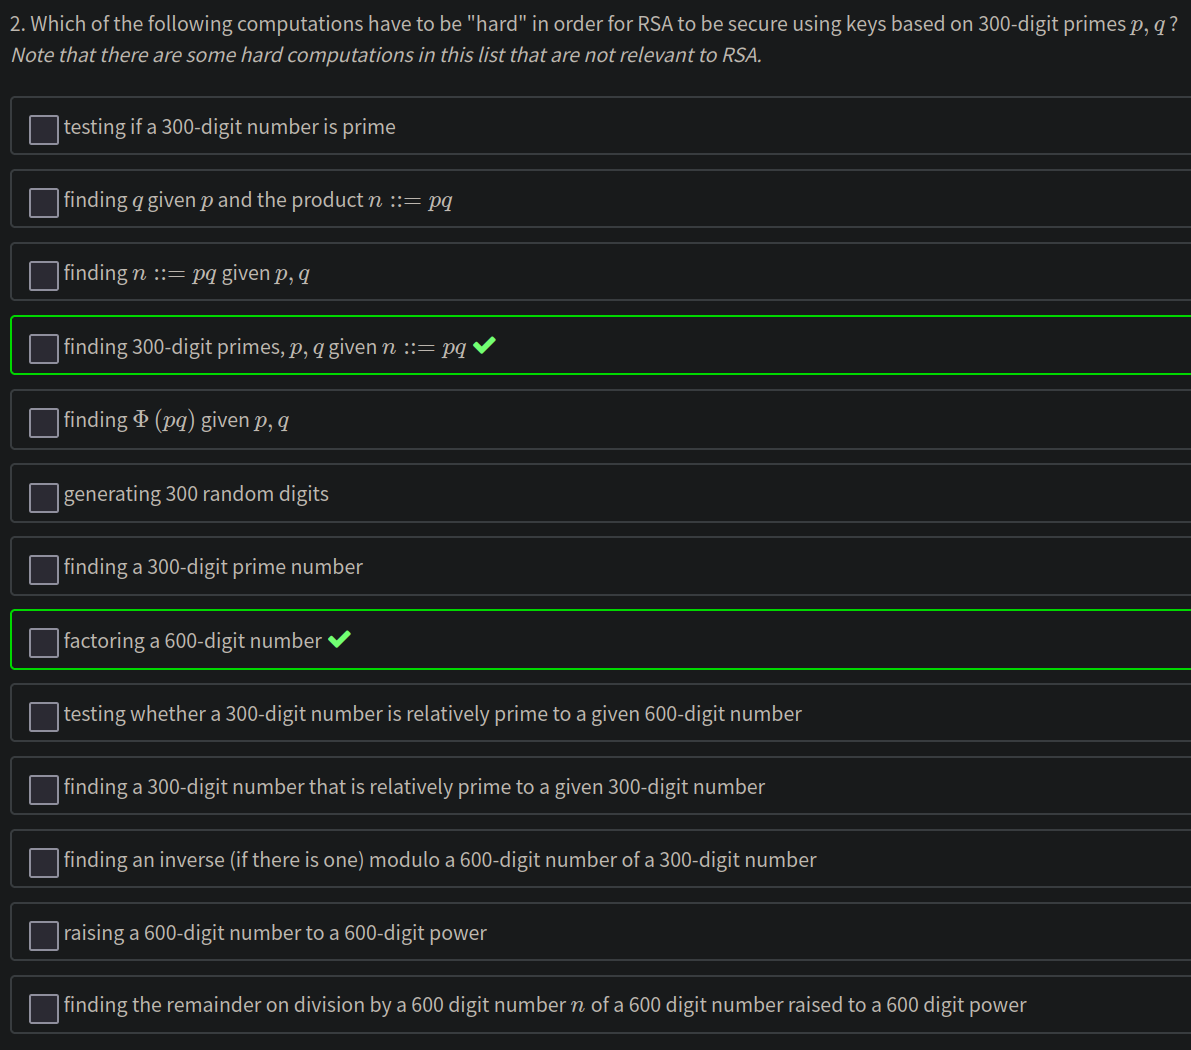 2. Which of the following computations have to be "hard" in order for RSA to be secure using keys based on 300-digit primes p, q ?
Note that there are some hard computations in this list that are not relevant to RSA.
testing if a 300-digit number is prime
finding q given p and the product n ::= pq
finding n ::= pq given p, q
finding 300-digit primes, p, q given n ::= pq ✔
finding Φ (pq) given p, q
generating 300 random digits
finding a 300-digit prime number
factoring a 600-digit number ✔
testing whether a 300-digit number is relatively prime to a given 600-digit number
finding a 300-digit number that is relatively prime to a given 300-digit number
finding an inverse (if there is one) modulo a 600-digit number of a 300-digit number
raising a 600-digit number to a 600-digit power
finding the remainder on division by a 600 digit number n of a 600 digit number raised to a 600 digit power